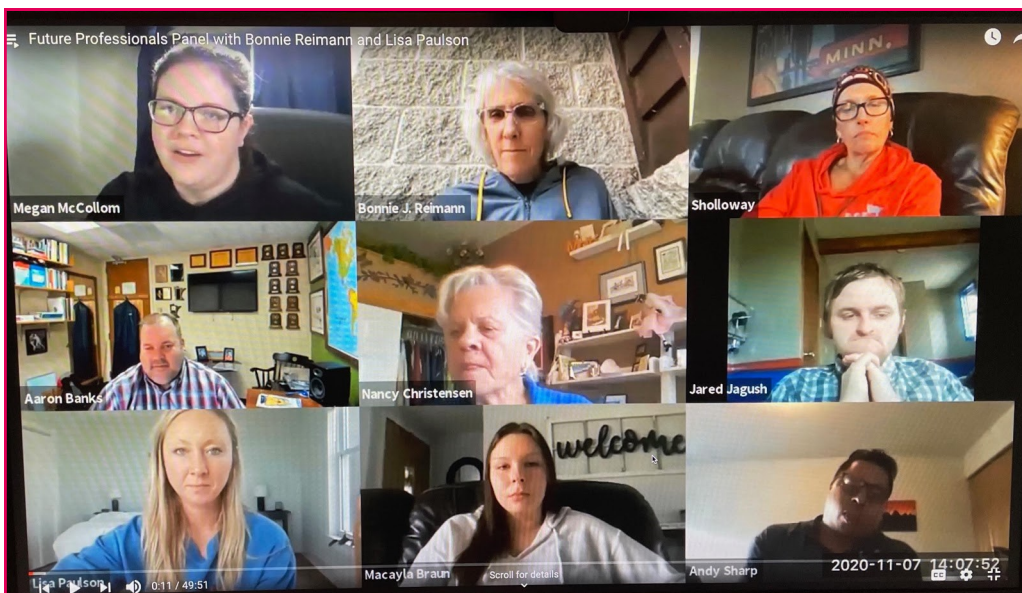 Future Professionals Panel with Bonnie Reimann and Lisa Paulson
MINN.
Megan McCollom
Bonnie J. Reimann
Sholloway
Aaron Banks
Nancy Christensen
Jared Jagush
welcome
Lisa Paulson
Macayla Braun
Andy Sharp
0:11 / 49:51
Scroll for details
2020-11-07 14:07:52
CC